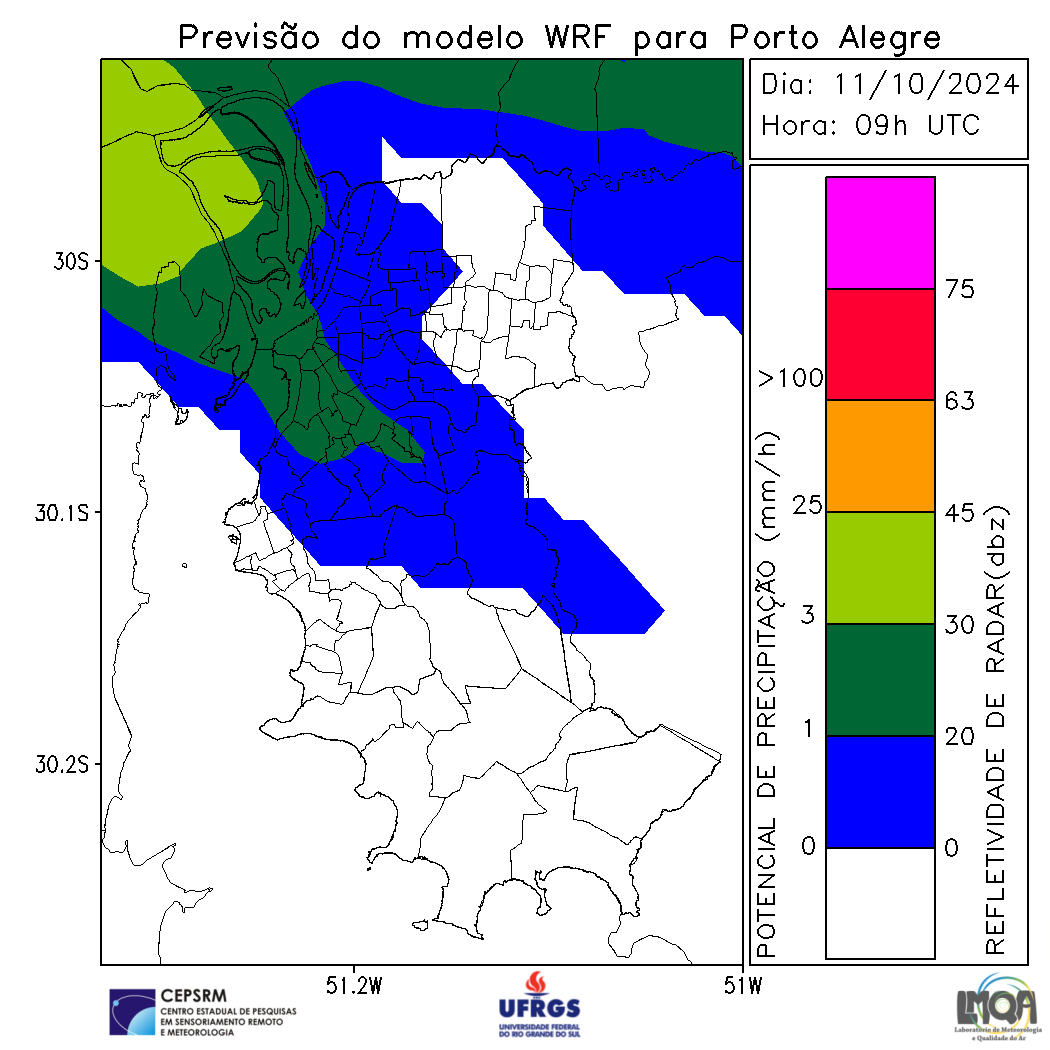 Previsão do modelo WRF para Porto Alegre
Dia: 11/10/2024
Hora: 09h UTC
30S
30.1S
30.2S
51.2W
51W
POTENCIAL DE PRECIPITAÇÃO (mm/h)
>100
25
3
1
0
75
63
45
30
20
0
REFLETIVIDADE DE RADAR(dbz)
CEPSRM
CENTRO ESTADUAL DE PESQUISAS
EM SENSORIAMENTO REMOTO
E METEOROLOGIA
UFRGS
UNIVERSIDADE FEDERAL
DO RIO GRANDE DO SUL
LMQA
Laboratório de Meteorologia
e Qualidade do Ar